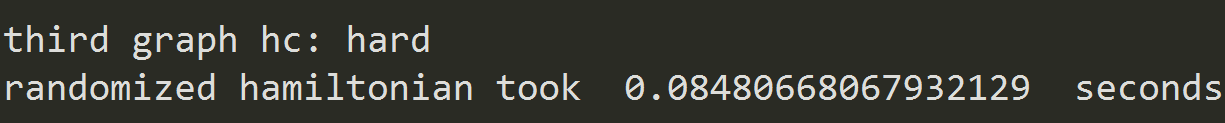 third graph hc: hard
randomized hamiltonian took  0.08480668067932129  seconds